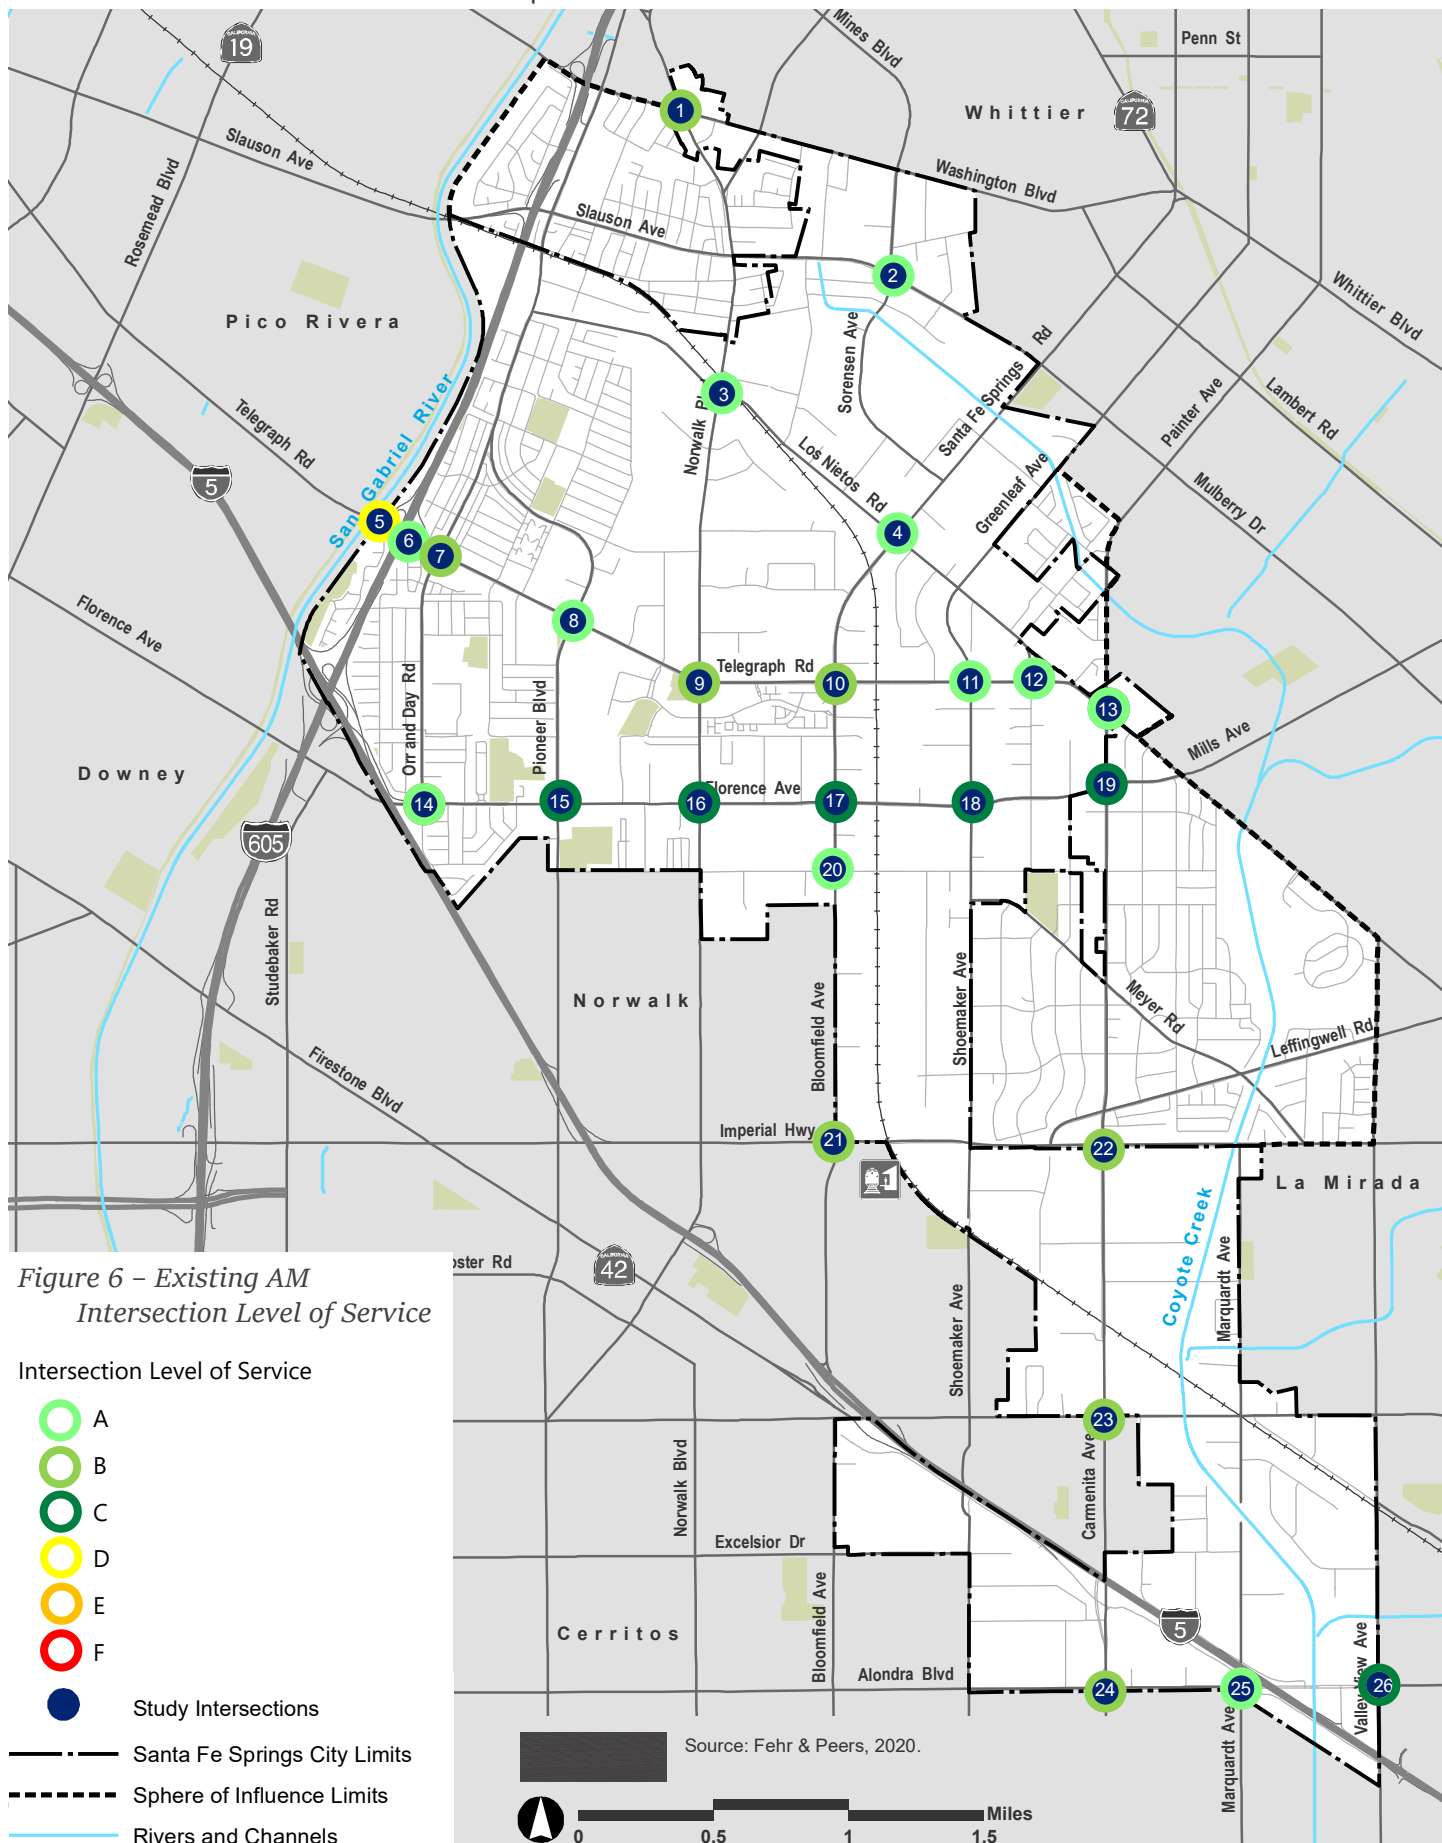 Mines Blvd
Penn St
CALIFORNIA
19
1
Whittier
CALIFORNIA
72
Slauson Ave
Rosemead Blvd
Washington Blvd
Slauson Ave
2
Whittier Blvd
Pico Rivera
Sorensen Ave
Santa Fe Springs Rd
3
Lambert Rd
Painter Ave
Telegraph Rd
San Gabriel River
Norwalk
Los Nietos Rd
Greenleaf Ave
Mulberry Dr
5
5
6
7
4
Florence Ave
8
Telegraph Rd
9
10
11
12
13
Orr and Day Rd
Pioneer Blvd
Mills Ave
Downey
14
15
16
Florence Ave
17
18
19
605
20
Studebaker Rd
Norwalk
Bloomfield Ave
Shoemaker Ave
Meyer Rd
Leffingwell Rd
Firestone Blvd
Imperial Hwy
21
22
La Mirada
Coyote Creek
Marquardt Ave
oster Rd
CALIFORNIA
42
Shoemaker Ave
Figure 6 – Existing AM
Intersection Level of Service
Intersection Level of Service
A
B
C
D
E
F
Study Intersections
Santa Fe Springs City Limits
Sphere of Influence Limits
Rivers and Channels
23
Norwalk Blvd
Carmenita Ave
Excelsior Dr
Bloomfield Ave
Cerritos
5
Alondra Blvd
24
25
26
Valley View Ave
Marquardt Ave
Source: Fehr & Peers, 2020.
Miles
0
0.5
1
1.5